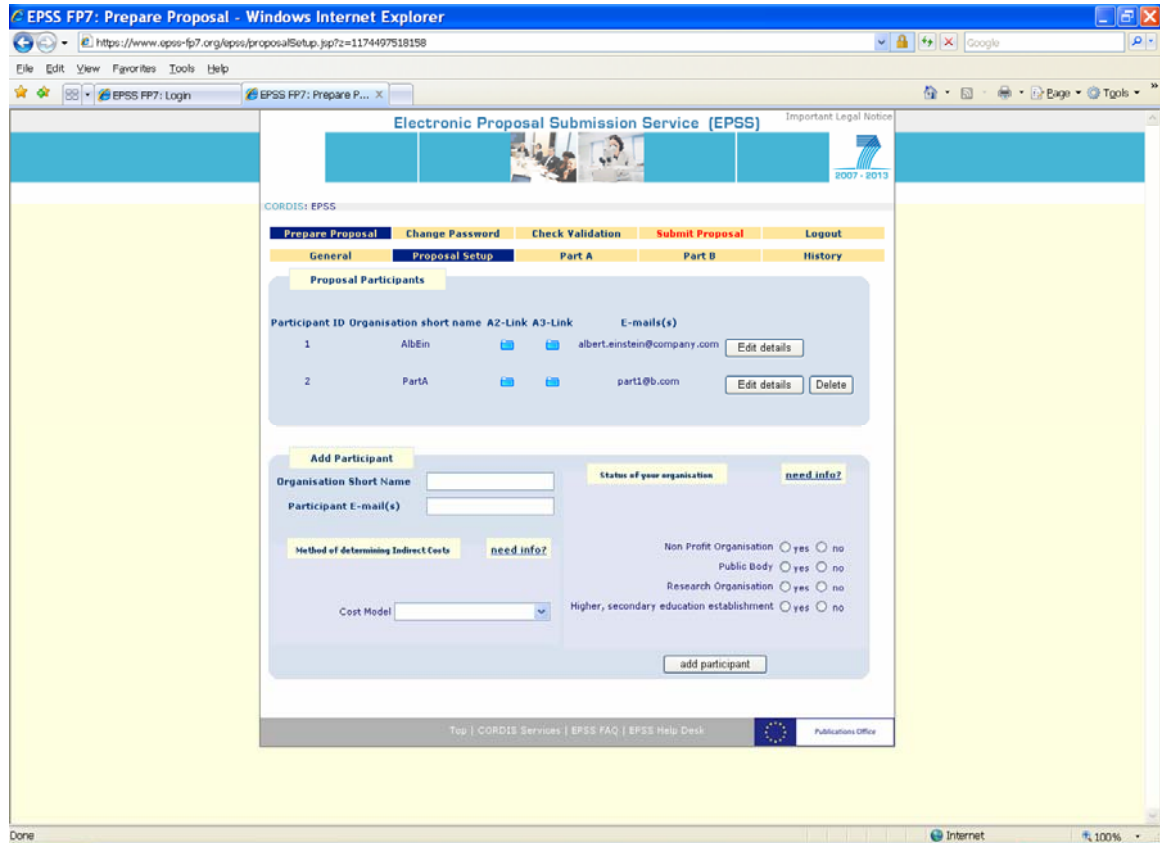 EPSS FP7: Prepare Proposal - Windows Internet Explorer
https://www.epss-fp7.org/epss/proposalSetup.jsp?z=1174497518158
Google
File Edit View Favorites Tools Help
EPSS FP7: Login
EPSS FP7: Prepare P...
Page Tools
Electronic Proposal Submission Service (EPSS)
Important Legal Notice
7
2007 - 2013
CORDIS: EPSS
Prepare Proposal Change Password Check Validation Submit Proposal Logout
General Proposal Setup Part A Part B History
Proposal Participants
Participant ID Organisation short name A2-Link A3-Link E-mails(s)
1 AlbEin albert.einstein@company.com Edit details
2 PartA part1@b.com Edit details Delete
Add Participant
Organisation Short Name
Participant E-mail(s)
Status of your organisation need info?
Method of determining Indirect Costs need info?
Cost Model
Non Profit Organisation yes no
Public Body yes no
Research Organisation yes no
Higher, secondary education establishment yes no
add participant
Top | CORDIS Services | EPSS FAQ | EPSS Help Desk
Publications Office
Done
Internet
100%